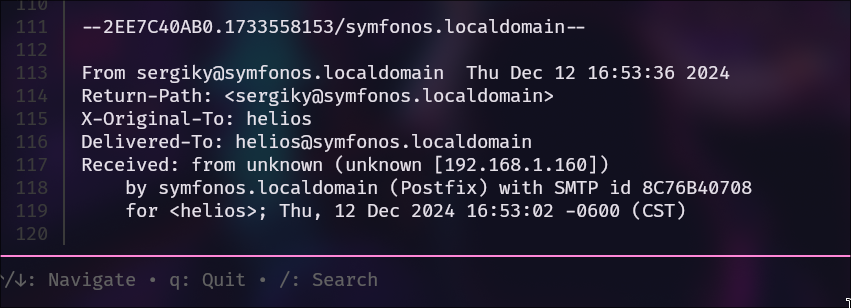 110
111 --2EE7C40AB0.1733558153/symfonos.localdomain--
112
113 From sergiky@symfonos.localdomain  Thu Dec 12 16:53:36 2024
114 Return-Path: <sergiky@symfonos.localdomain>
115 X-Original-To: helios
116 Delivered-To: helios@symfonos.localdomain
117 Received: from unknown (unknown [192.168.1.160])
118     by symfonos.localdomain (Postfix) with SMTP id 8C76B40708
119     for <helios>; Thu, 12 Dec 2024 16:53:02 -0600 (CST)
120
↑/↓: Navigate • q: Quit • /: Search